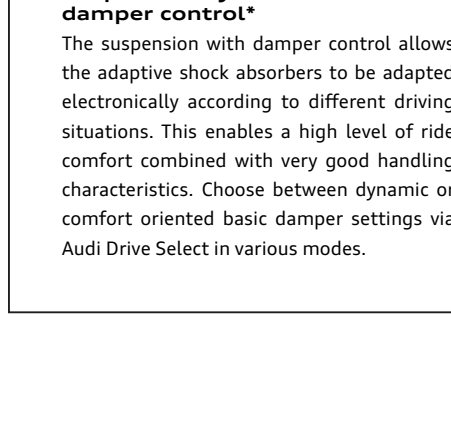 damper control*
The suspension with damper control allows
the adaptive shock absorbers to be adapted
electronically according to different driving
situations. This enables a high level of ride
comfort combined with very good handling
characteristics. Choose between dynamic or
comfort oriented basic damper settings via
Audi Drive Select in various modes.